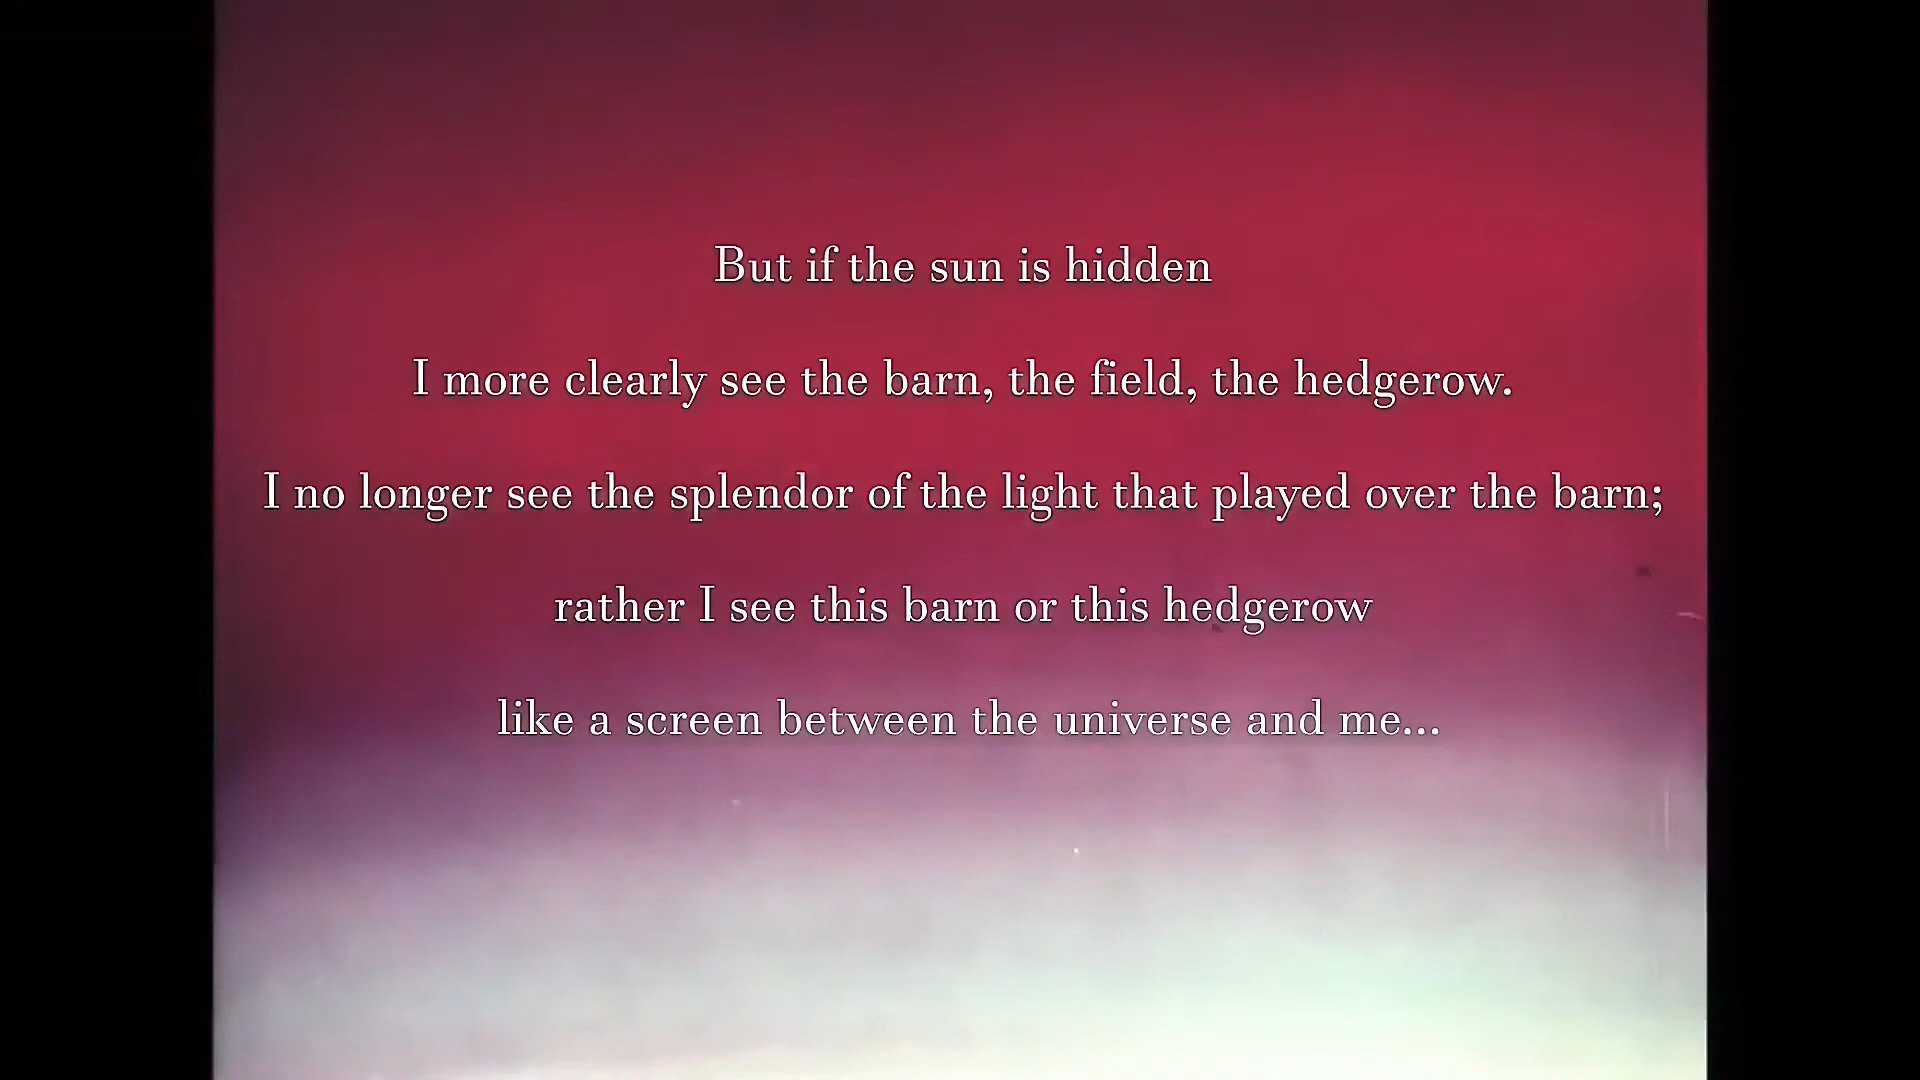 But if the sun is hidden
I more clearly see the barn, the field, the hedgerow.
I no longer see the splendor of the light that played over the barn;
rather I see this barn or this hedgerow
like a screen between the universe and me...